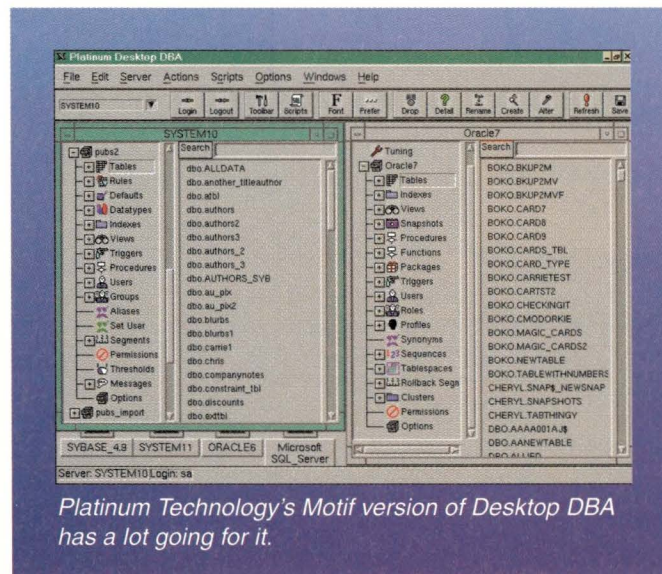 Platinum Desktop DBA
File Edit Server Actions Scripts Options Windows Help
SYSTEM10 Login Logout Toolbar Scripts Font Prefer Drop Detail Rename Create Alter Refresh Save
SYSTEM10
pubs2
Tables
Rules
Defaults
Datatypes
Indexes
Views
Triggers
Procedures
Users
Groups
Aliases
Set User
Segments
Permissions
Thresholds
Messages
Options
pubs_import
Search
dbo.ALLDATA
dbo.another_titleauthor
dbo.atbl
dbo.authors
dbo.authors2
dbo.authors3
dbo.authors_2
dbo.authors_3
dbo.AUTHORS_SYB
dbo.au_pix
dbo.au_pix2
dbo.blurbs
dbo.blurbs1
dbo.carrie1
dbo.chris
dbo.companynotes
dbo.constraint_tbl
dbo.discounts
dbo.exttbl
Oracle7
Tuning
Oracle7
Tables
Indexes
Views
Snapshots
Procedures
Functions
Packages
Triggers
Users
Roles
Profiles
Synonyms
Sequences
Tablespaces
Rollback Segn
Clusters
Permissions
Options
Search
BOKO.BKUP2M
BOKO.BKUP2MV
BOKO.BKUP2MVF
BOKO.CARD7
BOKO.CARD8
BOKO.CARD9
BOKO.CARDS_TBL
BOKO.CARD_TYPE
BOKO.CARRIETEST
BOKO.CARTST2
BOKO.CHECKINGIT
BOKO.CMODORKIE
BOKO.MAGIC_CARDS
BOKO.MAGIC_CARDS2
BOKO.NEWTABLE
BOKO.TABLEWITHNUMBERS
CHERYL.SNAP$_NEWSNAP
CHERYL.SNAPSHOTS
CHERYL.TABTHINGY
DBO.AAAA001AJ$
DBO.AANEWTABLE
DBO.ALLIED
SYBASE_4.9 SYSTEM11 ORACLE6 Microsoft
SQL_Server
Server: SYSTEM10 Login: sa
Platinum Technology's Motif version of Desktop DBA
has a lot going for it.